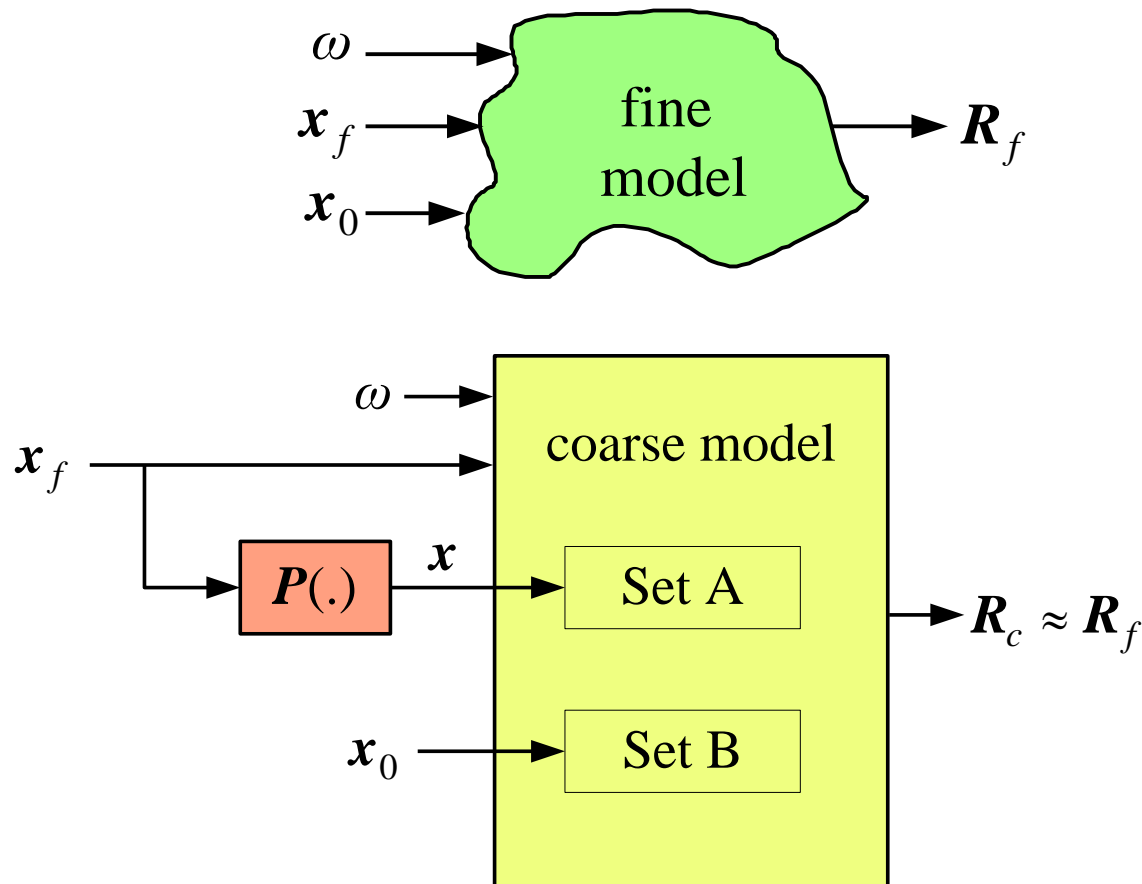 ω
x_f
x_0
fine
model
R_f
ω
x_f
coarse model
P(.)
x
Set A
R_c ≈ R_f
x_0
Set B